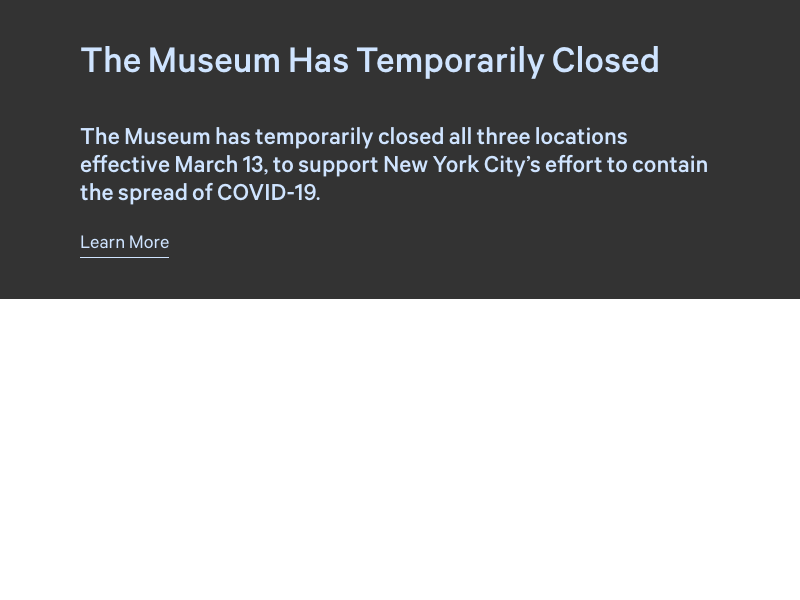 The Museum Has Temporarily Closed
The Museum has temporarily closed all three locations
effective March 13, to support New York City’s effort to contain
the spread of COVID-19.
Learn More